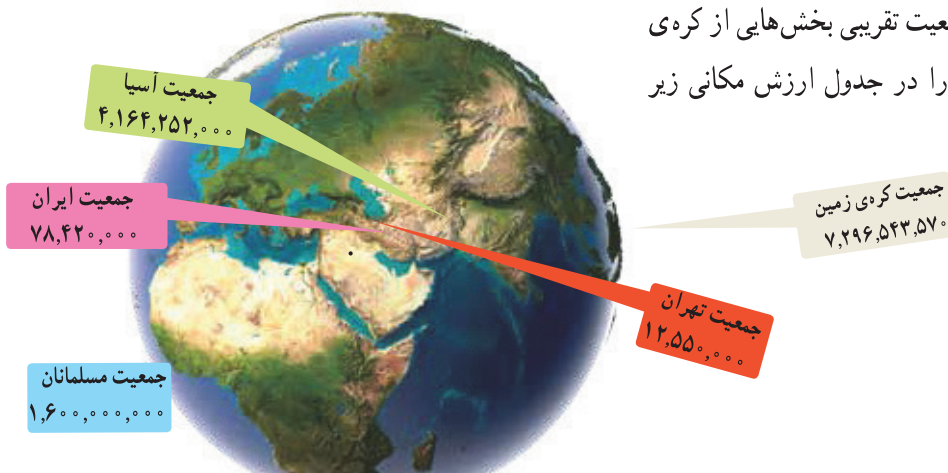 عیت تقریبی بخش‌هایی از کره‌ی
را در جدول ارزش مکانی زیر
جمعیت آسیا
۴,۱۶۴,۲۵۲,۰۰۰
جمعیت ایران
۷۸,۴۲۰,۰۰۰
جمعیت کره‌ی زمین
۷,۲۹۶,۵۴۳,۵۷۰
جمعیت تهران
۱۲,۵۵۰,۰۰۰
جمعیت مسلمانان
۱,۶۰۰,۰۰۰,۰۰۰